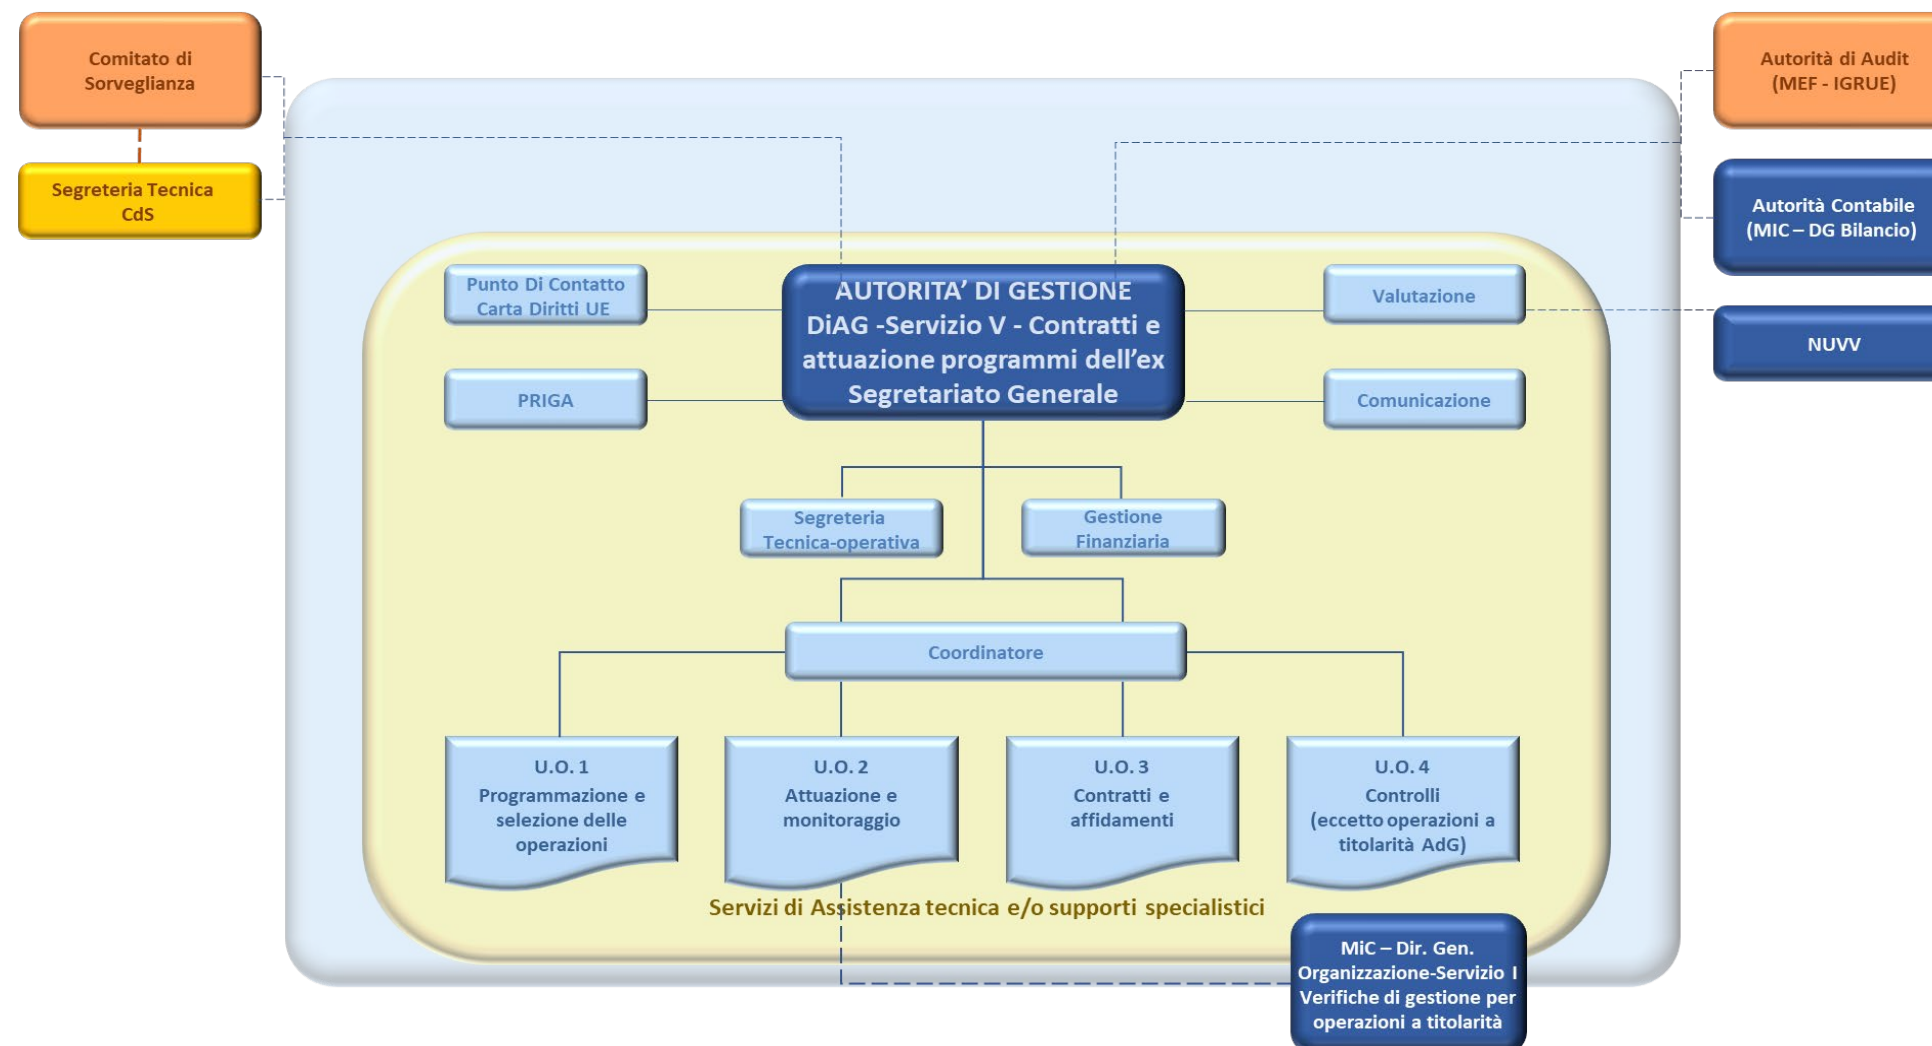 Comitato di
Sorveglianza
Segreteria Tecnica
CdS
Autorità di Audit
(MEF - IGRUE)
Autorità Contabile
(MIC – DG Bilancio)
NUVV
Punto Di Contatto
Carta Diritti UE
PRIGA
AUTORITA’ DI GESTIONE
DiAG -Servizio V - Contratti e
attuazione programmi dell’ex
Segretariato Generale
Valutazione
Comunicazione
Segreteria
Tecnica-operativa
Gestione
Finanziaria
Coordinatore
U.O. 1
Programmazione e
selezione delle
operazioni
U.O. 2
Attuazione e
monitoraggio
U.O. 3
Contratti e
affidamenti
U.O. 4
Controlli
(eccetto operazioni a
titolarità AdG)
Servizi di Assistenza tecnica e/o supporti specialistici
MiC – Dir. Gen.
Organizzazione-Servizio I
Verifiche di gestione per
operazioni a titolarità